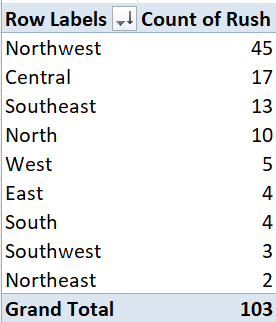 Row Labels Count of Rush
Northwest 45
Central 17
Southeast 13
North 10
West 5
East 4
South 4
Southwest 3
Northeast 2
Grand Total 103